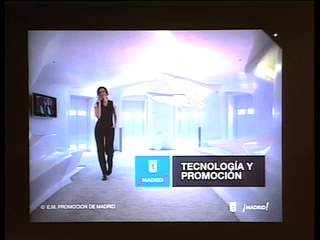 MADRID
TECNOLOGÍA Y
PROMOCIÓN
© E.M. PROMOCIÓN DE MADRID
¡MADRID!